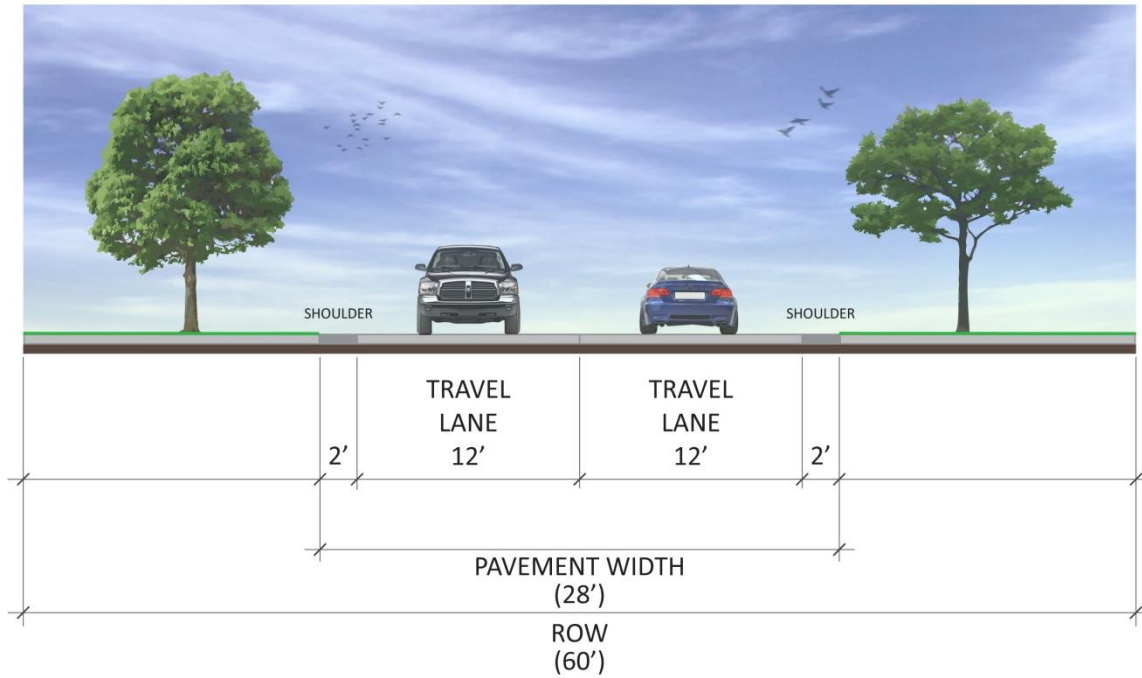 SHOULDER
SHOULDER
TRAVEL
LANE
12’
TRAVEL
LANE
12’
2’
2’
PAVEMENT WIDTH
(28’)
ROW
(60’)